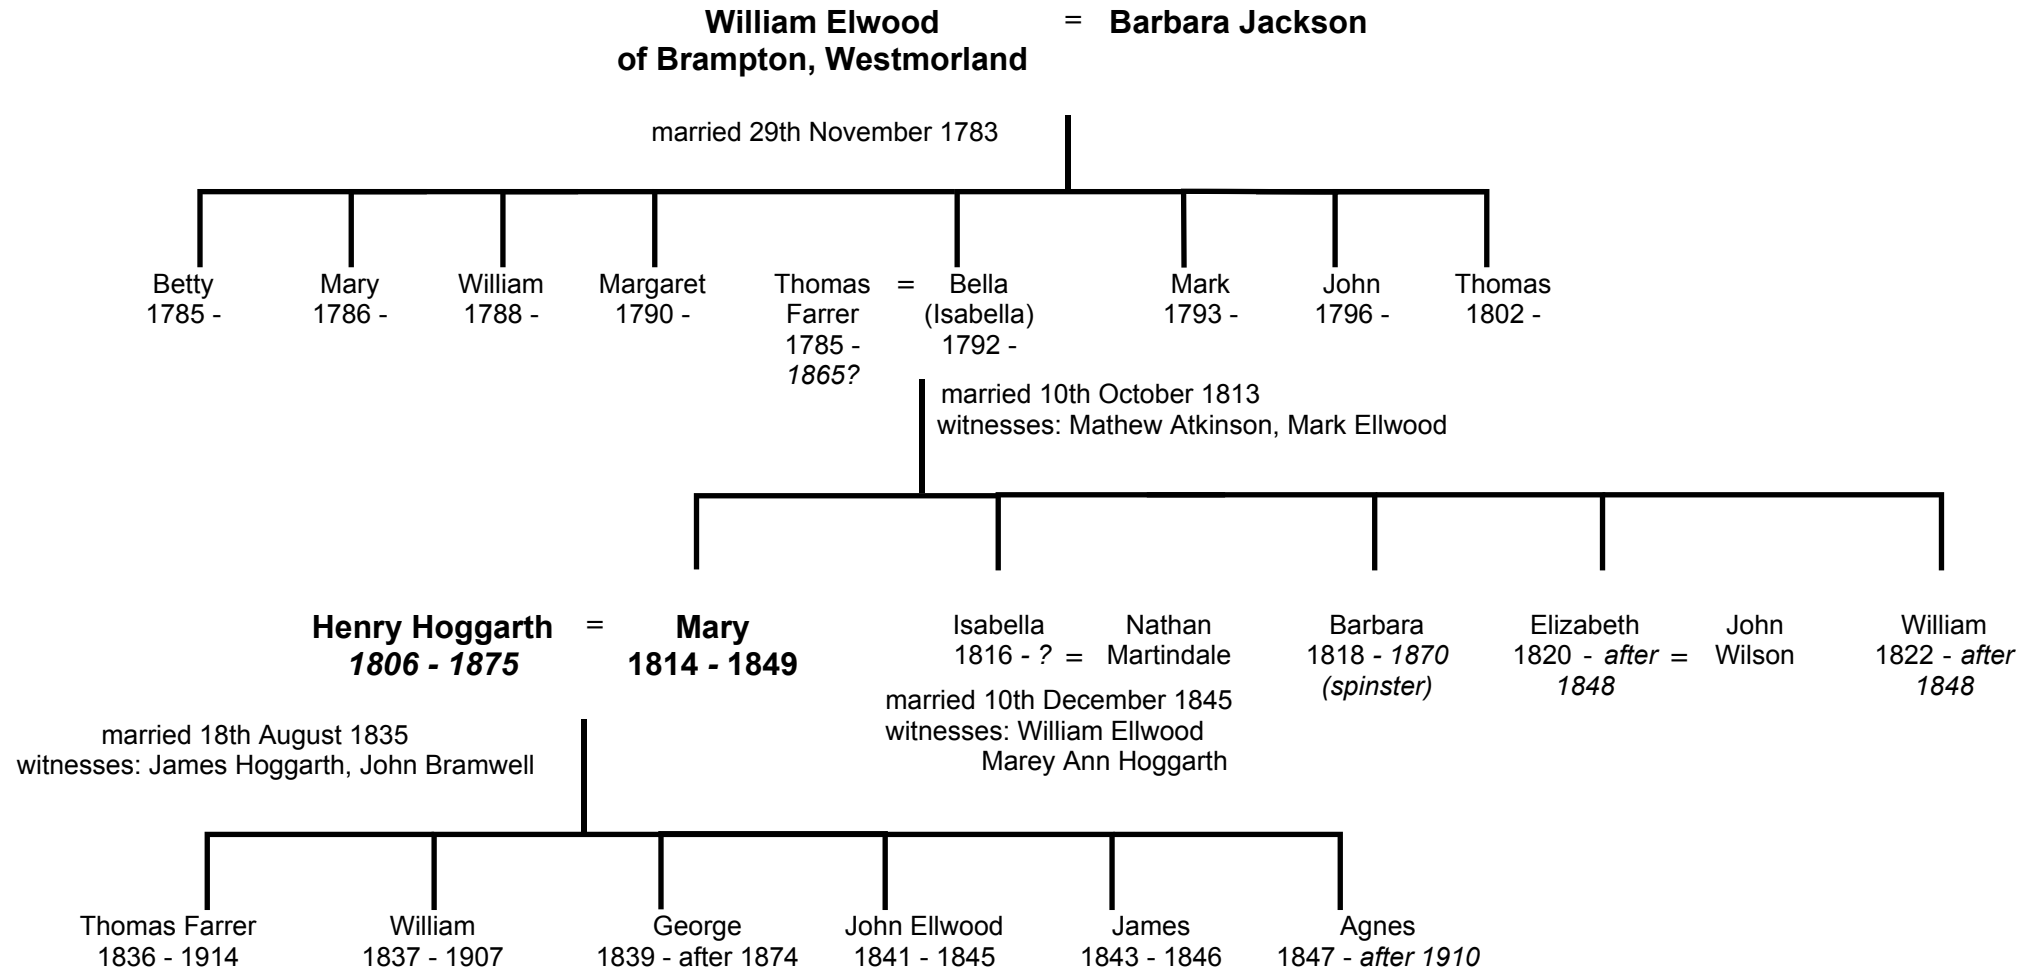 William Elwood = Barbara Jackson
of Brampton, Westmorland
married 29th November 1783
Betty Mary William Margaret Thomas = Bella Mark John Thomas
1785 - 1786 - 1788 - 1790 - Farrer (Isabella) 1793 - 1796 - 1802 -
1785 - 1792 -
1865?
married 10th October 1813
witnesses: Mathew Atkinson, Mark Ellwood
Henry Hoggarth = Mary Isabella Nathan Barbara Elizabeth John William
1806 - 1875 1814 - 1849 1816 - ? = Martindale 1818 - 1870 1820 - after = Wilson 1822 - after
(spinster) 1848 1848
married 10th December 1845
witnesses: William Ellwood
Marey Ann Hoggarth
married 18th August 1835
witnesses: James Hoggarth, John Bramwell
Thomas Farrer William George John Ellwood James Agnes
1836 - 1914 1837 - 1907 1839 - after 1874 1841 - 1845 1843 - 1846 1847 - after 1910